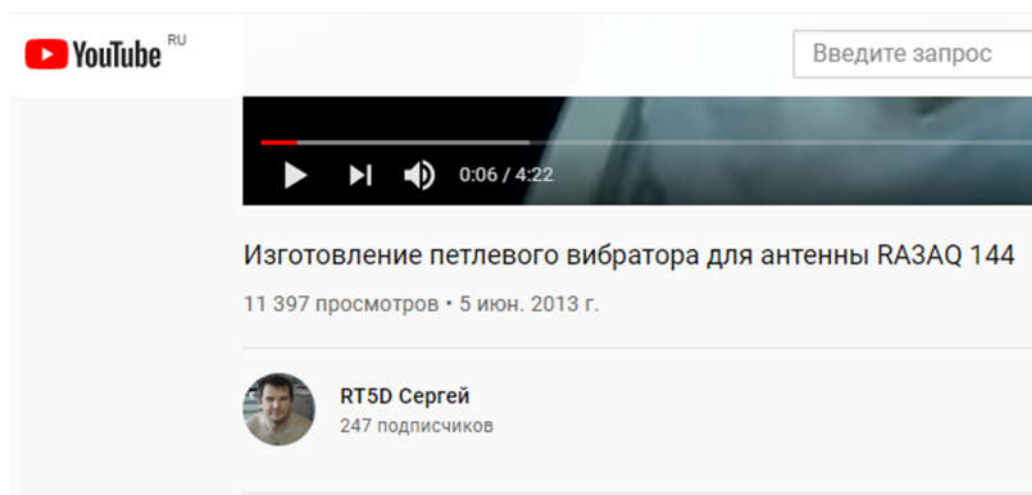 YouTube RU
Введите запрос
0:06 / 4:22
Изготовление петлевого вибратора для антенны RA3AQ 144
11 397 просмотров • 5 июн. 2013 г.
RT5D Сергей
247 подписчиков